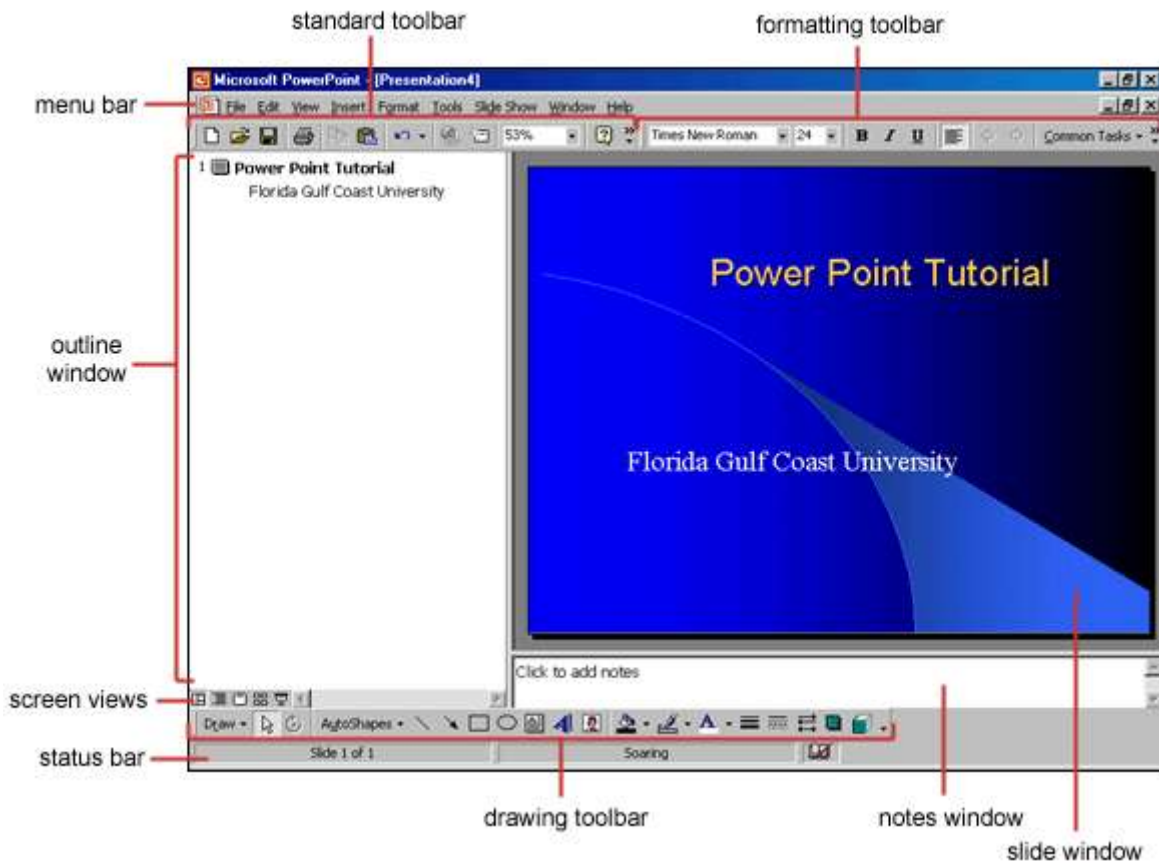 standard toolbar
formatting toolbar
Microsoft PowerPoint - [Presentation4]
menu bar
File Edit View Insert Format Tools Slide Show Window Help
53% Times New Roman 24 B I U Common Tasks
1 Power Point Tutorial
Florida Gulf Coast University
Power Point Tutorial
outline
window
Florida Gulf Coast University
Click to add notes
screen views
Draw AutoShapes A A
status bar
Slide 1 of 1 Soaring
drawing toolbar
notes window
slide window